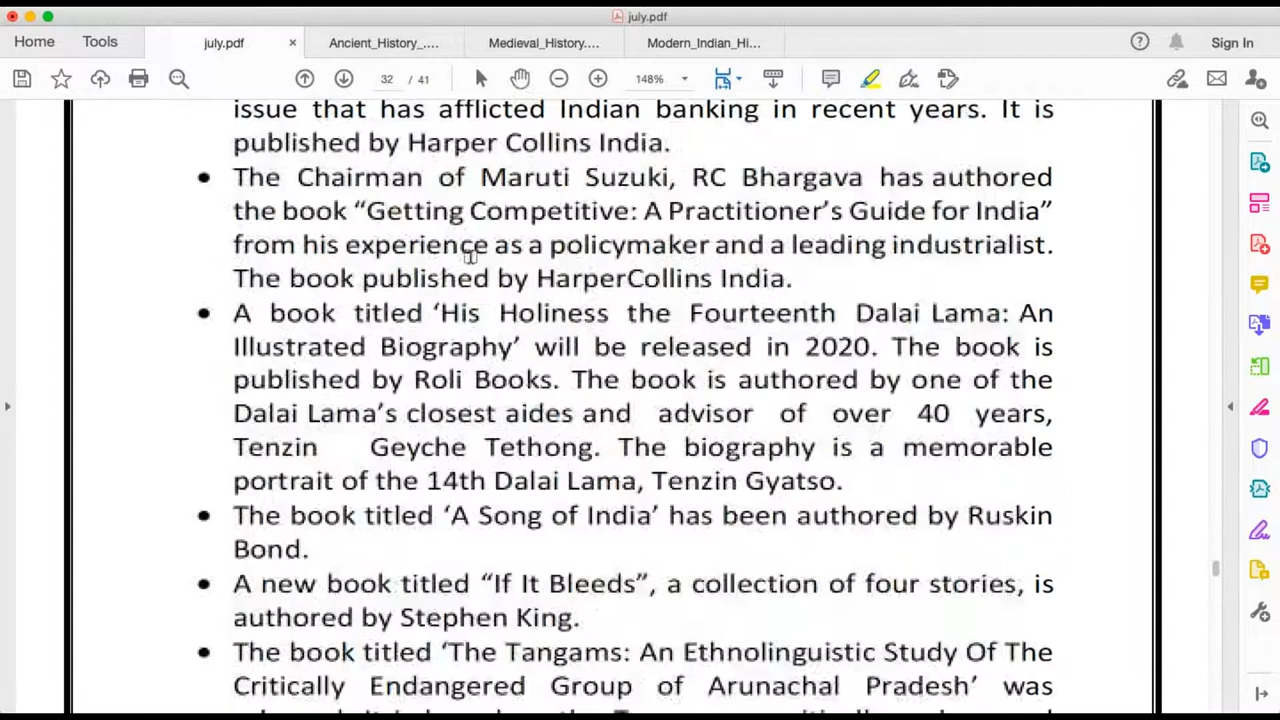 july.pdf
Home
Tools
july.pdf
×
Ancient_History_....
Medieval_History....
Modern_Indian_Hi...
Sign In
32 / 41
148%
issue that has afflicted Indian banking in recent years. It is
published by Harper Collins India.
• The Chairman of Maruti Suzuki, RC Bhargava has authored
the book “Getting Competitive: A Practitioner’s Guide for India”
from his experience as a policymaker and a leading industrialist.
The book published by HarperCollins India.
• A book titled ‘His Holiness the Fourteenth Dalai Lama: An
Illustrated Biography’ will be released in 2020. The book is
published by Roli Books. The book is authored by one of the
Dalai Lama’s closest aides and advisor of over 40 years,
Tenzin Geyche Tethong. The biography is a memorable
portrait of the 14th Dalai Lama, Tenzin Gyatso.
• The book titled ‘A Song of India’ has been authored by Ruskin
Bond.
• A new book titled “If It Bleeds”, a collection of four stories, is
authored by Stephen King.
• The book titled ‘The Tangams: An Ethnolinguistic Study Of The
Critically Endangered Group of Arunachal Pradesh’ was